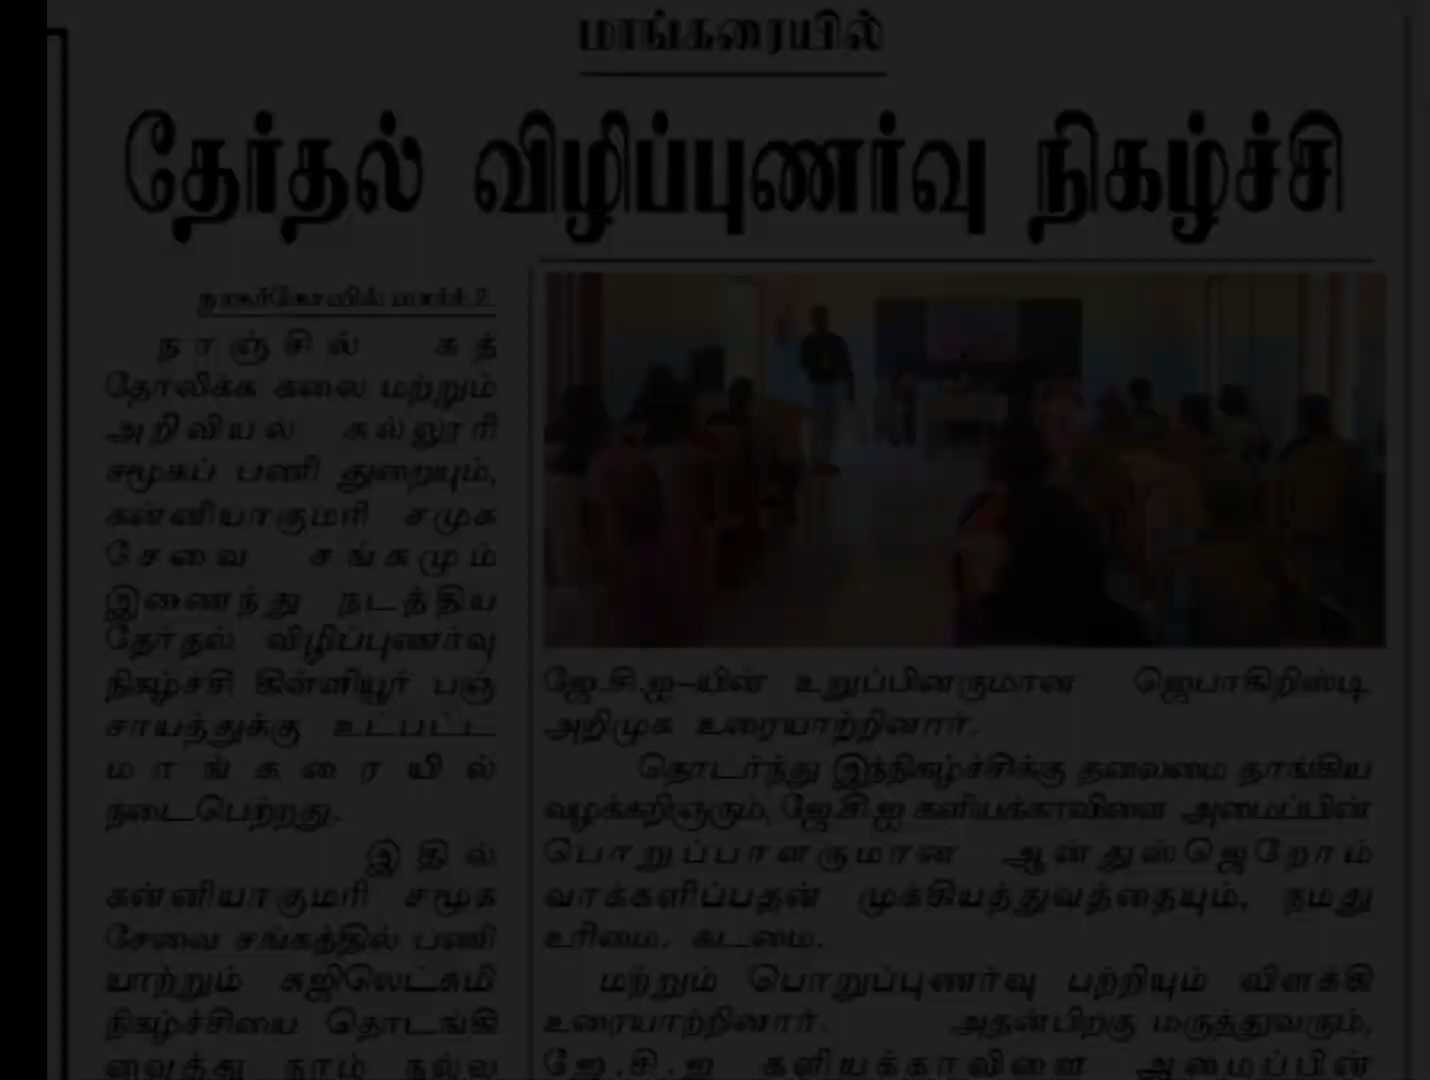 மாங்கரையில்
தேர்தல் விழிப்புணர்வு நிகழ்ச்சி
நாகர்கோவில் மார்ச் 2
நாஞ்சில் கத்
தோலிக்க கலை மற்றும்
அறிவியல் கல்லூரி
சமூகப் பணி துறையும்,
கன்னியாகுமரி சமுக
சேவை சங்கமும்
இணைந்து நடத்திய
தேர்தல் விழிப்புணர்வு
நிகழ்ச்சி கிள்ளியூர் பஞ்
சாயத்துக்கு உட்பட்ட
மாங்கரையில்
நடைபெற்றது.
இதில்
கன்னியாகுமரி சமூக
சேவை சங்கத்தில் பணி
யாற்றும் சுஜிலெட்சுமி
நிகழ்ச்சியை தொடங்கி
வைத்து நாம் நல்ல
ஜே.சி.ஐ-யின் உறுப்பினருமான ஜெபாகிறிஸ்டி
அறிமுக உரையாற்றினார்.
தொடர்ந்து இந்நிகழ்ச்சிக்கு தலைமை தாங்கிய
வழக்கறிஞரும், ஜே.சி.ஐ களியக்காவிளை அமைப்பின்
பொறுப்பாளருமான ஆன்துஸ்ஜெறோம்
வாக்களிப்பதன் முக்கியத்துவத்தையும், நமது
உரிமை, கடமை,
மற்றும் பொறுப்புணர்வு பற்றியும் விளக்கி
உரையாற்றினார். அதன்பிறகு மருத்துவரும்,
ஜே.சி.ஐ களியக்காவிளை அமைப்பின்